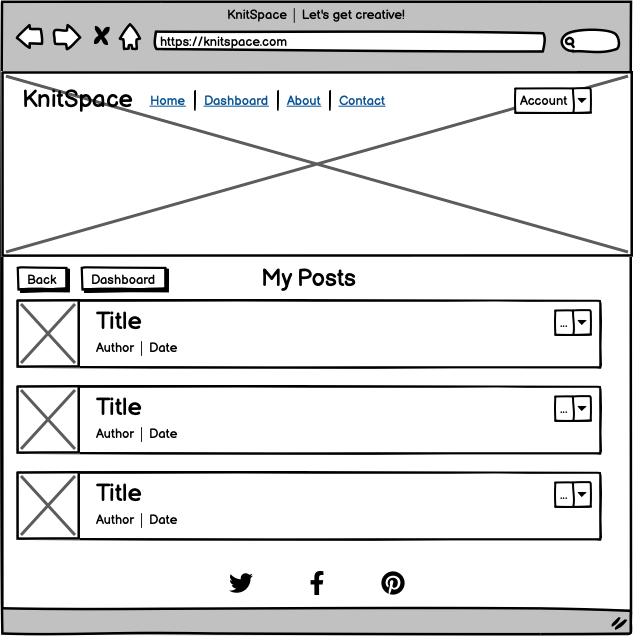 KnitSpace | Let's get creative!
https://knitspace.com
KnitSpace Home | Dashboard | About | Contact Account
Back Dashboard My Posts
Title
...
Author | Date
Title
...
Author | Date
Title
...
Author | Date